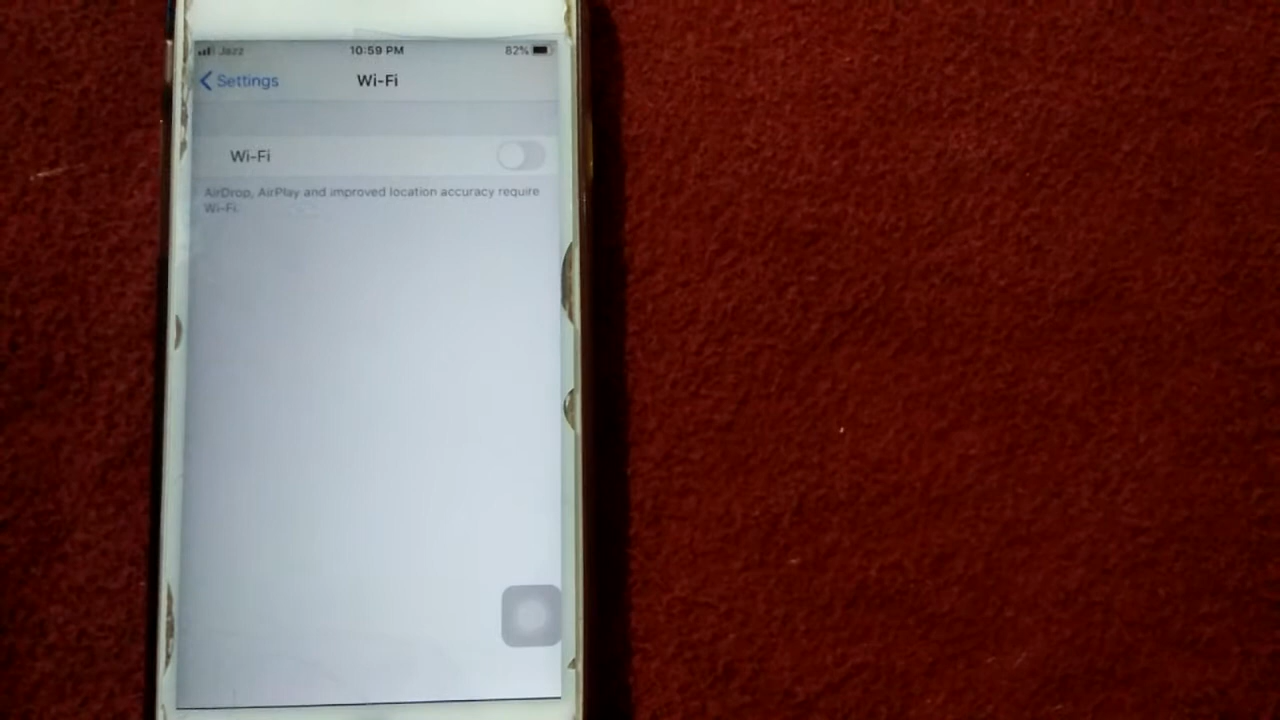 Jazz 10:59 PM 82%
Settings Wi-Fi
Wi-Fi
AirDrop, AirPlay and improved location accuracy require
Wi-Fi.